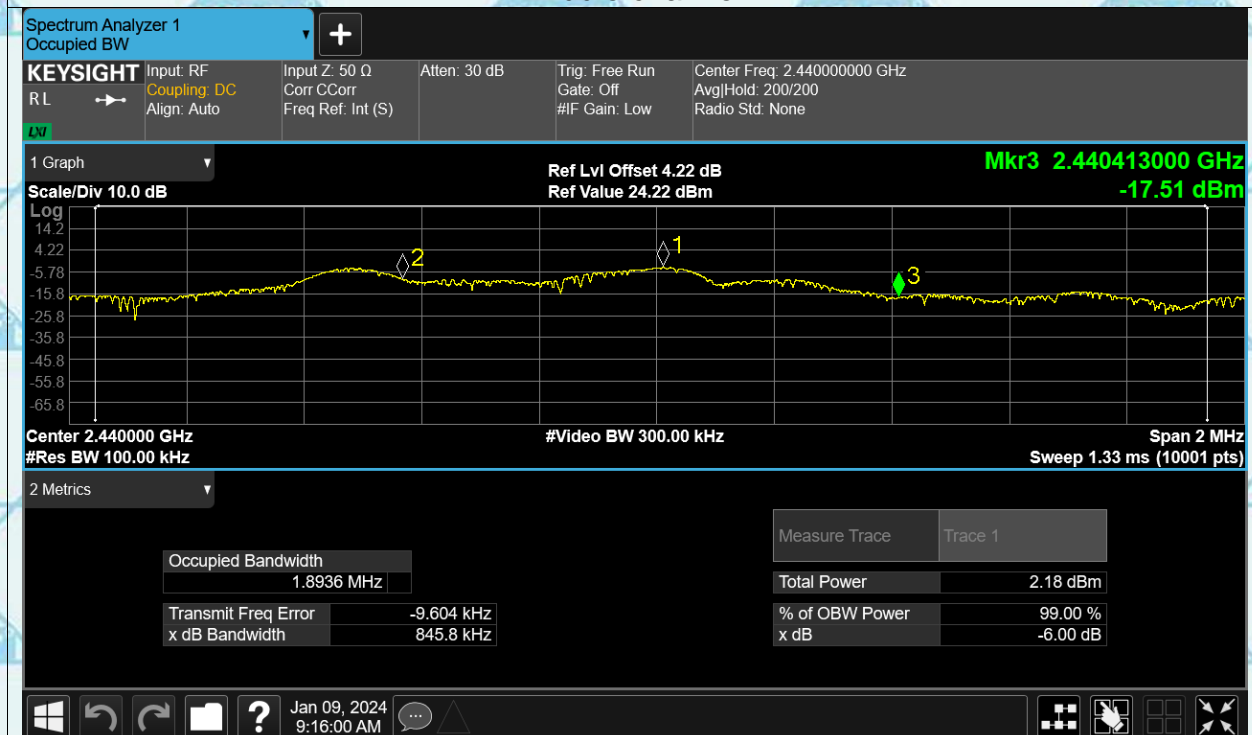 Spectrum Analyzer 1
Occupied BW
KEYSIGHT
RL
LXI
Input: RF
Coupling: DC
Align: Auto
Input Z: 50 Ω
Corr CCorr
Freq Ref: Int (S)
Atten: 30 dB
Trig: Free Run
Gate: Off
#IF Gain: Low
Center Freq: 2.440000000 GHz
Avg|Hold: 200/200
Radio Std: None
1 Graph
Scale/Div 10.0 dB
Ref Lvl Offset 4.22 dB
Ref Value 24.22 dBm
Mkr3 2.440413000 GHz
-17.51 dBm
Log
14.2
4.22
-5.78
-15.8
-25.8
-35.8
-45.8
-55.8
-65.8
2
1
3
Center 2.440000 GHz
#Video BW 300.00 kHz
Span 2 MHz
#Res BW 100.00 kHz
Sweep 1.33 ms (10001 pts)
2 Metrics
Measure Trace Trace 1
Occupied Bandwidth
1.8936 MHz
Total Power 2.18 dBm
Transmit Freq Error -9.604 kHz
% of OBW Power 99.00 %
x dB Bandwidth 845.8 kHz
x dB -6.00 dB
?
Jan 09, 2024
9:16:00 AM